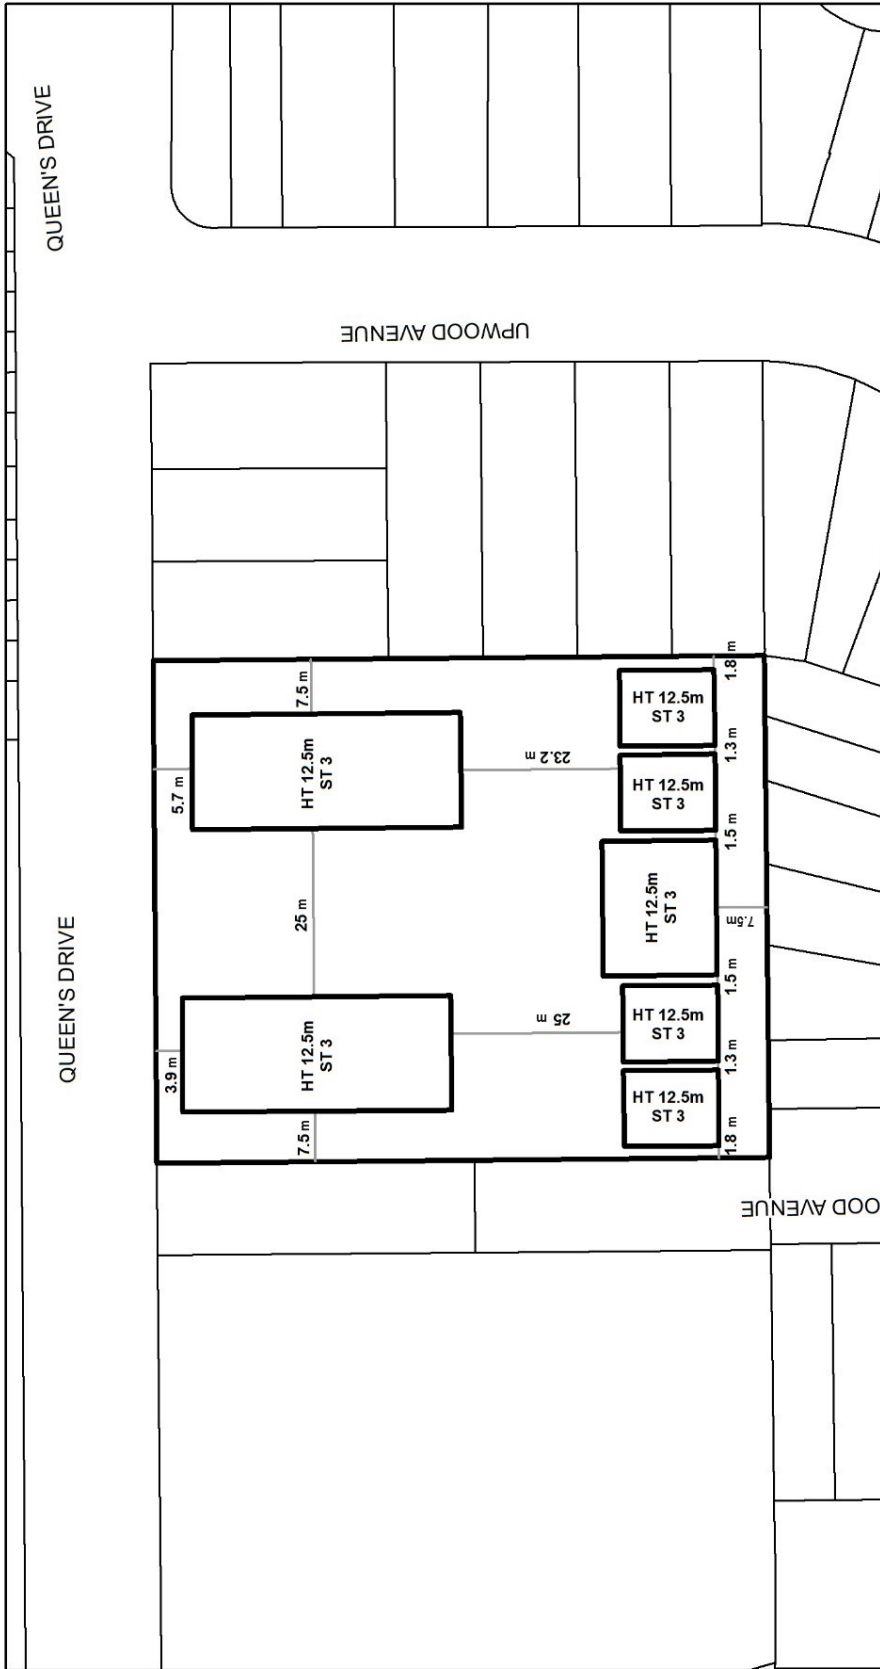 QUEEN'S DRIVE
UPWOOD AVENUE
1.8 m
7.5 m
HT 12.5m
ST 3
HT 12.5m
ST 3
5.7 m
23.2 m
1.3 m
HT 12.5m
ST 3
1.5 m
25 m
HT 12.5m
ST 3
7.5m
QUEEN'S DRIVE
1.5 m
HT 12.5m
ST 3
HT 12.5m
ST 3
25 m
3.9 m
1.3 m
HT 12.5m
ST 3
7.5 m
1.8 m
OOD AVENUE